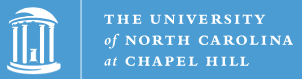 THE UNIVERSITY
of NORTH CAROLINA
at CHAPEL HILL